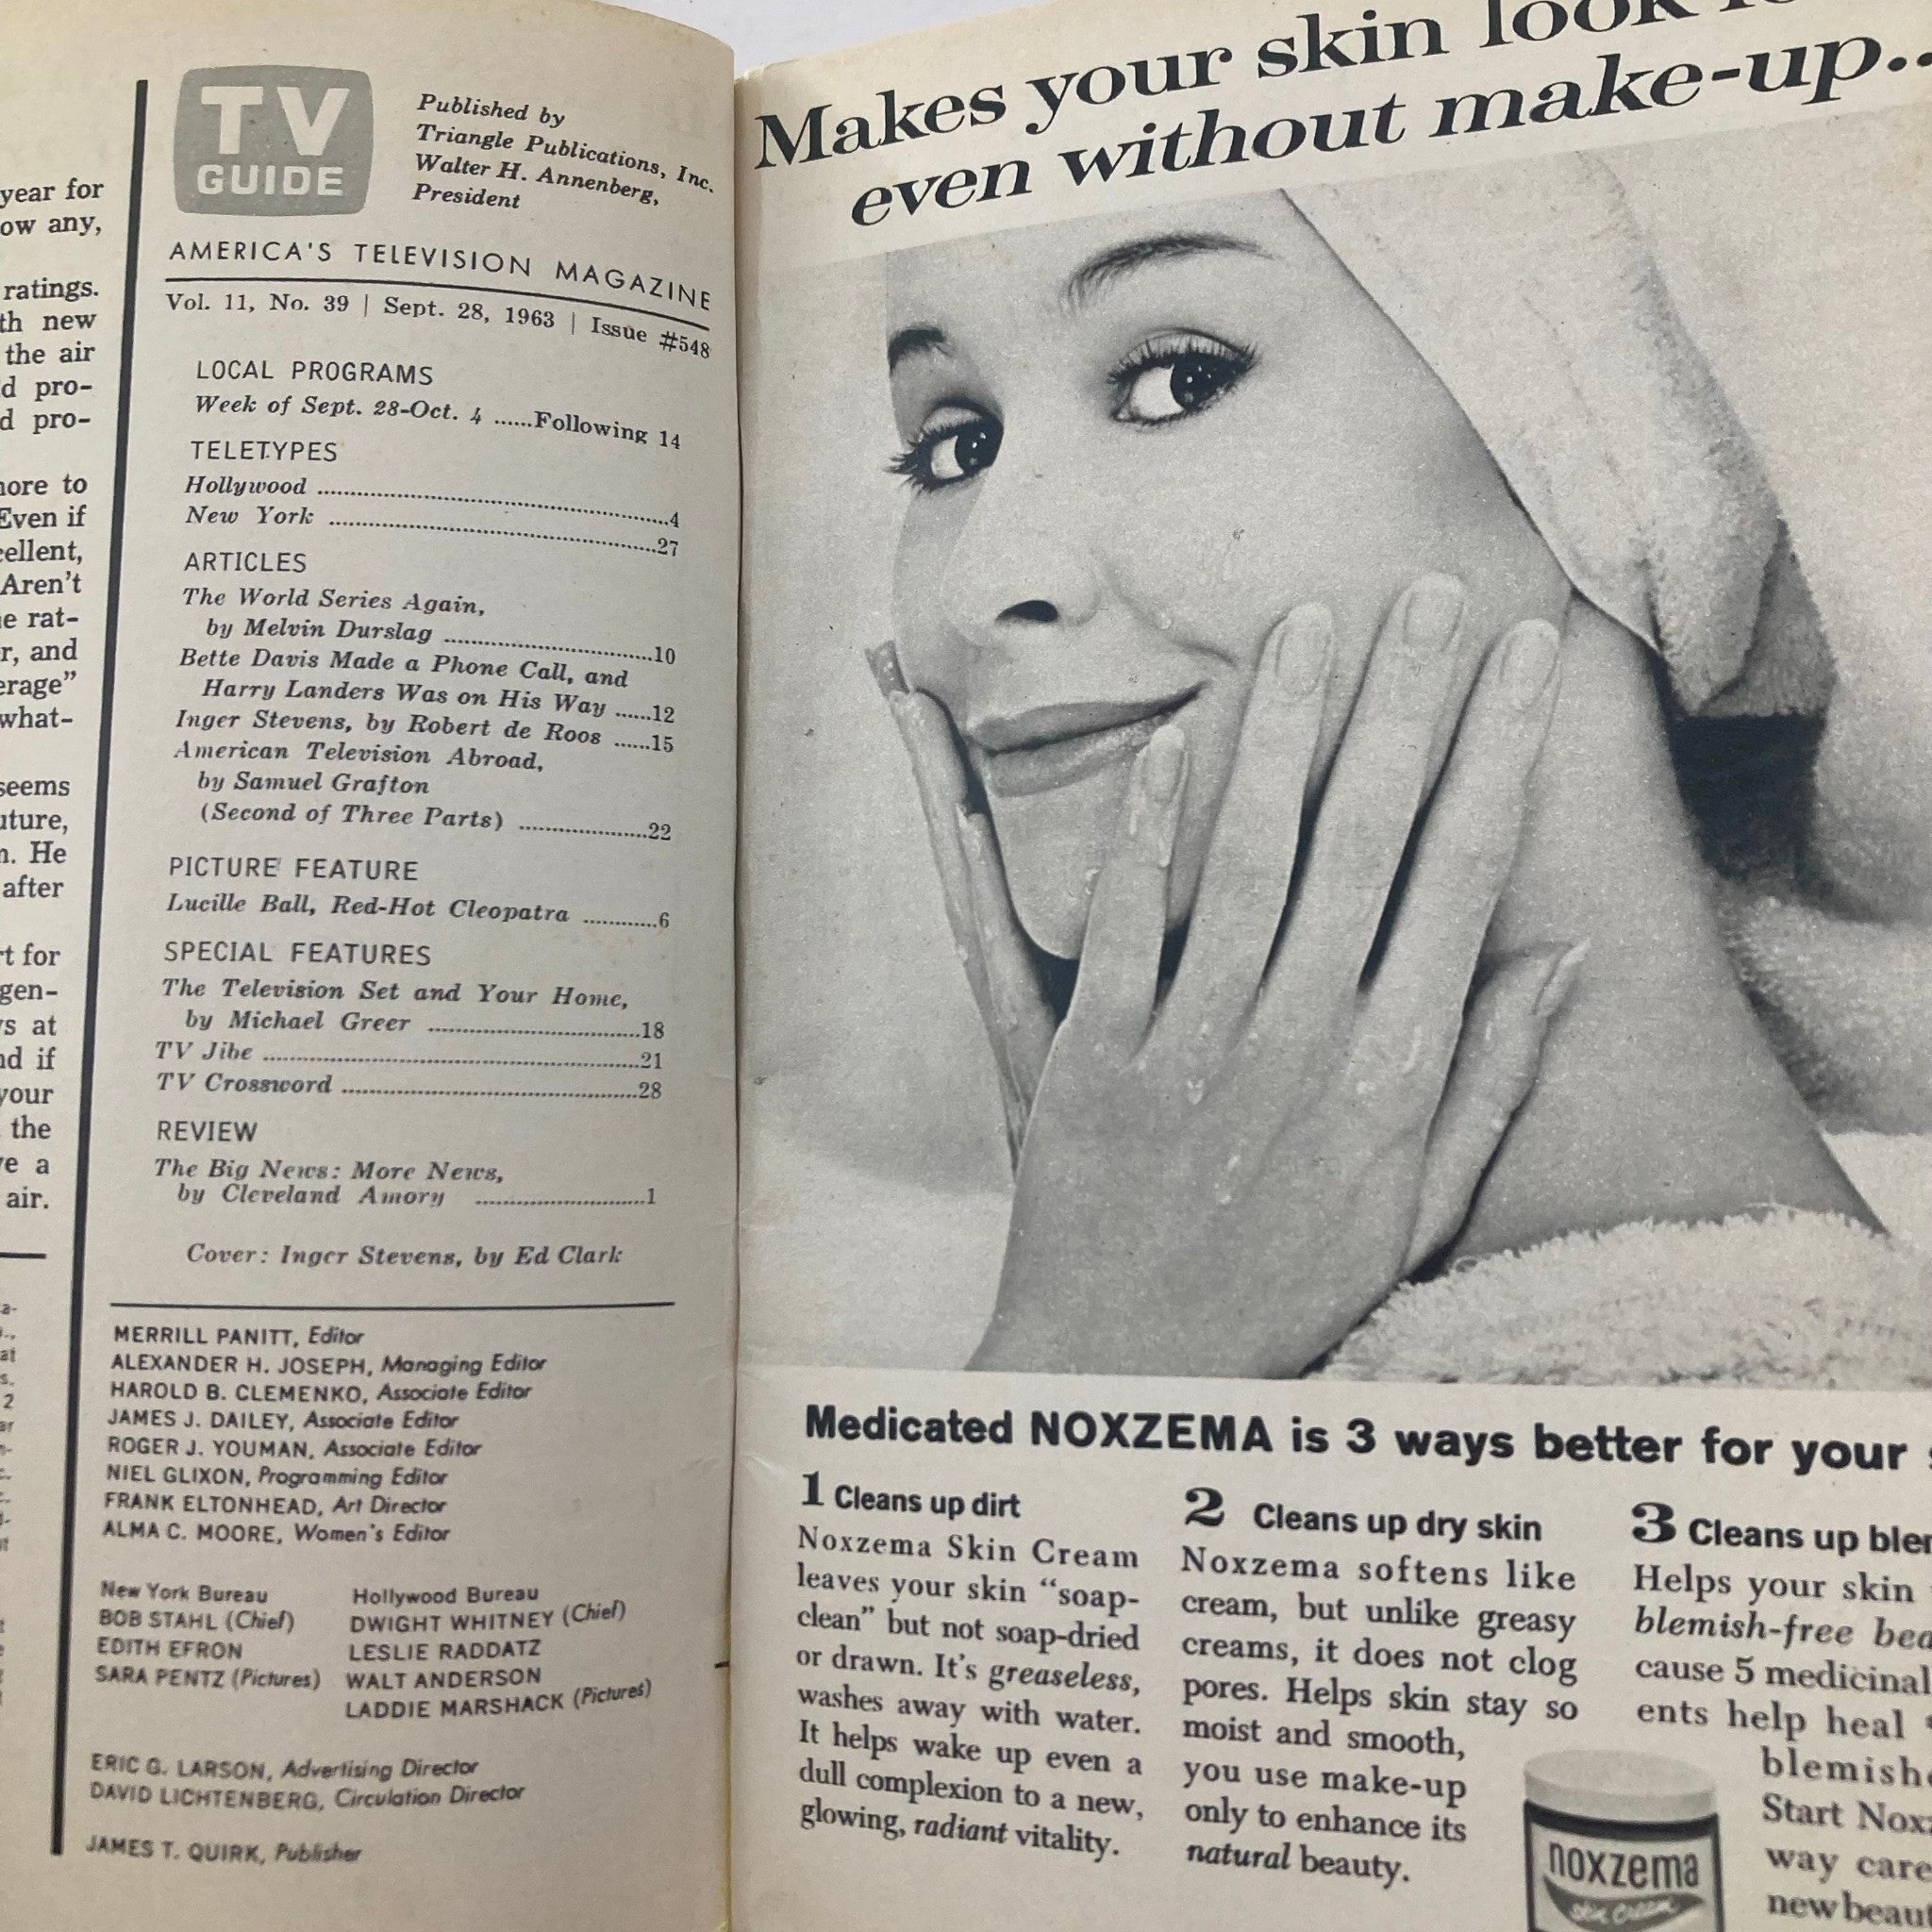 year for
ow any,
ratings.
th new
the air
d pro-
d pro-
ore to
Even if
cellent,
Aren't
e rat-
r, and
erage"
what-
seems
uture,
n. He
after
rt for
gen-
s at
nd if
your
the
ve a
air.
TV
GUIDE
Published by
Triangle Publications, Inc.
Walter H. Annenberg,
President
AMERICA'S TELEVISION MAGAZINE
Vol. 11, No. 39 | Sept. 28, 1963 | Issue #548
LOCAL PROGRAMS
Week of Sept. 28-Oct. 4 ......Following 14
TELETYPES
Hollywood ..........4
New York ..........27
ARTICLES
The World Series Again,
by Melvin Durslag ..........10
Bette Davis Made a Phone Call, and
Harry Landers Was on His Way ......12
Inger Stevens, by Robert de Roos ......15
American Television Abroad,
by Samuel Grafton
(Second of Three Parts) ..........22
PICTURE FEATURE
Lucille Ball, Red-Hot Cleopatra ..........6
SPECIAL FEATURES
The Television Set and Your Home,
by Michael Greer ..........18
TV Jibe ..........21
TV Crossword ..........28
REVIEW
The Big News: More News,
by Cleveland Amory ..........1
Cover: Inger Stevens, by Ed Clark
MERRILL PANITT, Editor
ALEXANDER H. JOSEPH, Managing Editor
HAROLD B. CLEMENKO, Associate Editor
JAMES J. DAILEY, Associate Editor
ROGER J. YOUMAN, Associate Editor
NIEL GLIXON, Programming Editor
FRANK ELTONHEAD, Art Director
ALMA C. MOORE, Women's Editor
New York Bureau
BOB STAHL (Chief)
EDITH EFRON
SARA PENTZ (Pictures)
Hollywood Bureau
DWIGHT WHITNEY (Chief)
LESLIE RADDATZ
WALT ANDERSON
LADDIE MARSHACK (Pictures)
ERIC G. LARSON, Advertising Director
DAVID LICHTENBERG, Circulation Director
JAMES T. QUIRK, Publisher
Makes your skin look
even without make-up..
Medicated NOXZEMA is 3 ways better for your
1 Cleans up dirt
Noxzema Skin Cream
leaves your skin "soap-
clean" but not soap-dried
or drawn. It's greaseless,
washes away with water.
It helps wake up even a
dull complexion to a new,
glowing, radiant vitality.
2 Cleans up dry skin
Noxzema softens like
cream, but unlike greasy
creams, it does not clog
pores. Helps skin stay so
moist and smooth,
you use make-up
only to enhance its
natural beauty.
3 Cleans up blem
Helps your skin
blemish-free bea
cause 5 medicinal
ents help heal
blemishe
Start Nox
way care
new beau
noxzema
skin cream